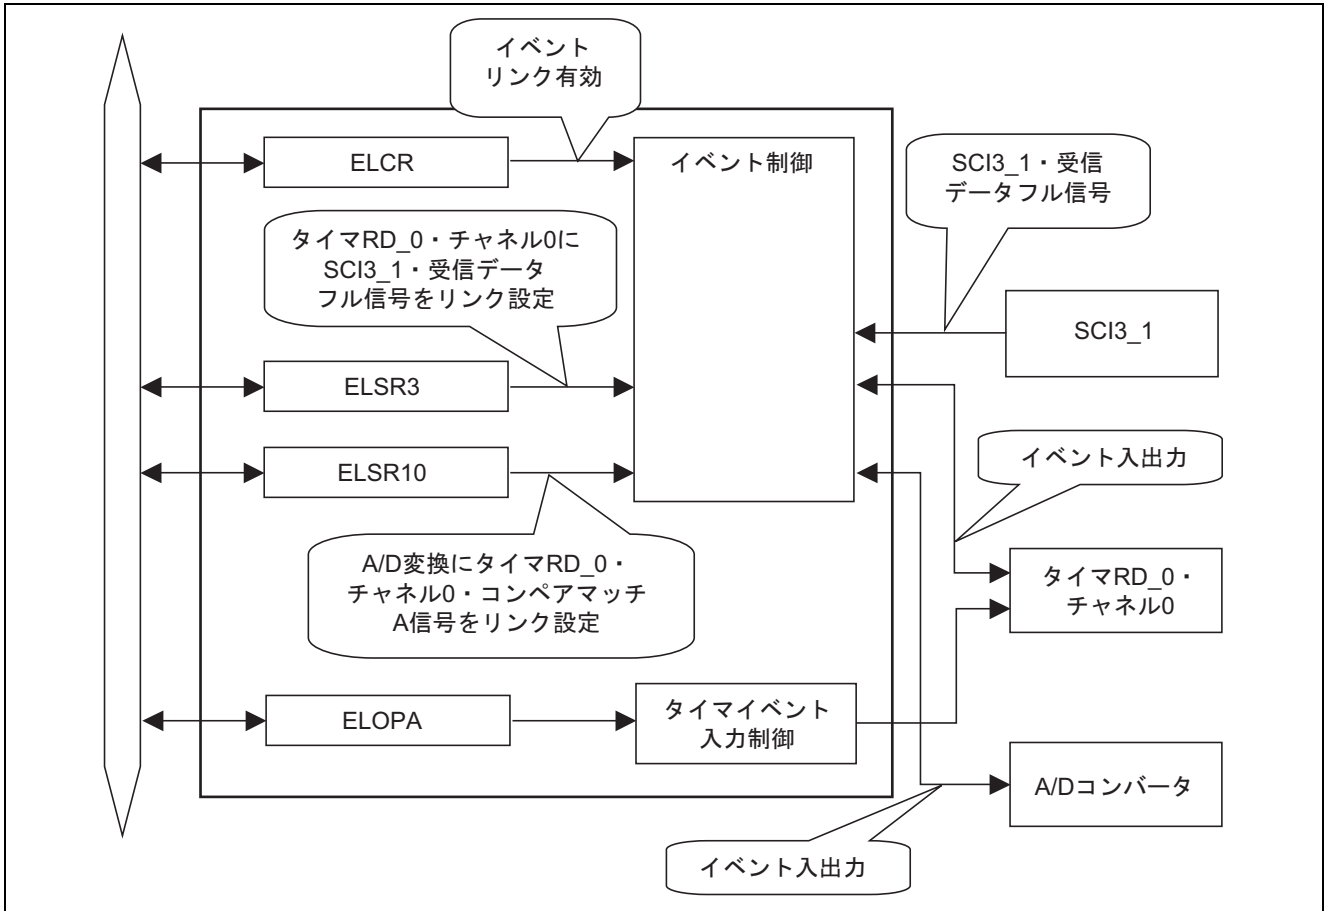 イベント
リンク有効
ELCR
イベント制御
SCI3_1・受信
データフル信号
タイマRD_0・チャネル0に
SCI3_1・受信データ
フル信号をリンク設定
SCI3_1
ELSR3
イベント入出力
ELSR10
A/D変換にタイマRD_0・
チャネル0・コンペアマッチ
A信号をリンク設定
タイマRD_0・
チャネル0
ELOPA
タイマイベント
入力制御
A/Dコンバータ
イベント入出力